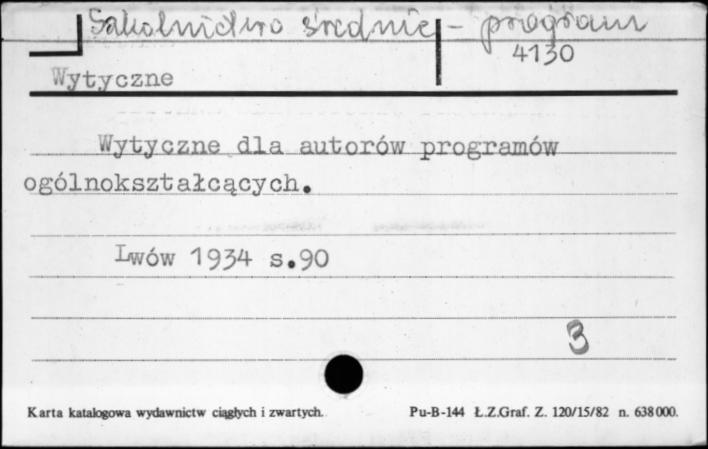 Szkolnictwo średnie - program
4130
Wytyczne
Wytyczne dla autorów programów
ogólnokształcących.
Lwów 1934 s.90
3
Karta katalogowa wydawnictw ciągłych i zwartych. Pu-B-144 Ł.Z.Graf. Z. 120/15/82 n. 638000.